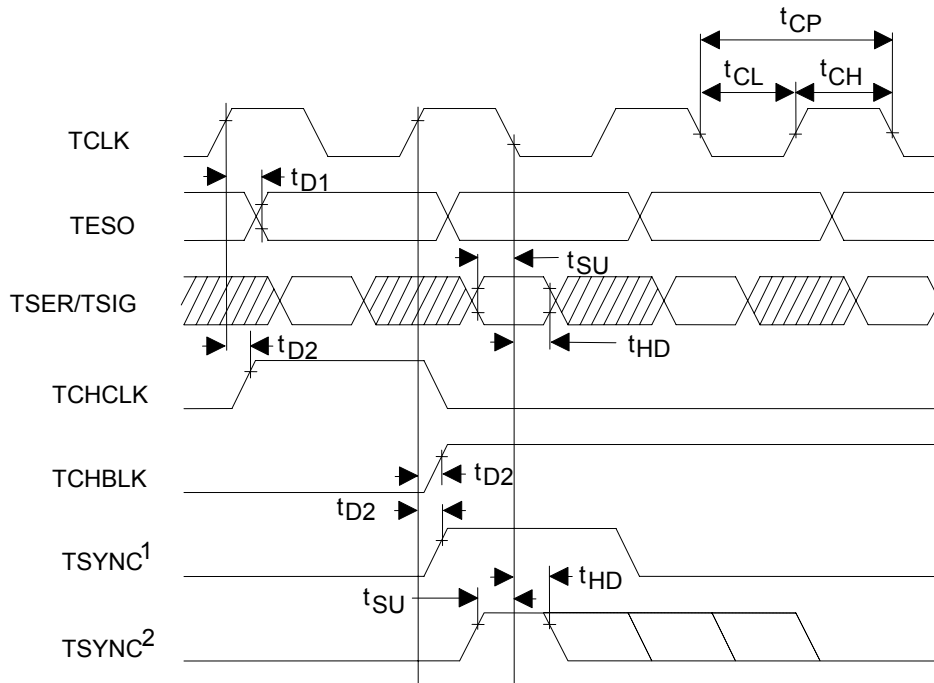 tCP
tCL tCH
TCLK
tD1
TESO
tSU
TSER/TSIG
tD2 tHD
TCHCLK
TCHBLK
tD2
tD2
TSYNC1
tHD
tSU
TSYNC2